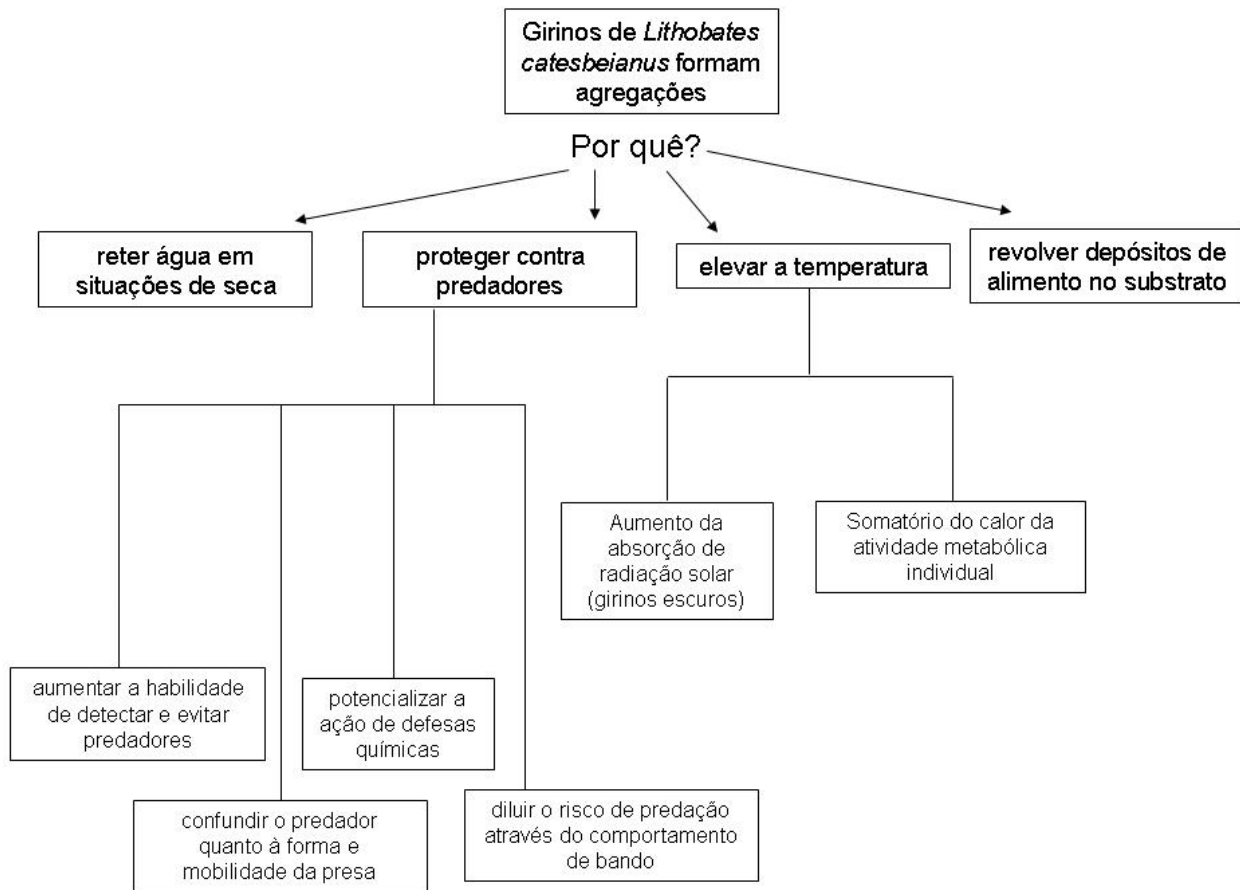 Girinos de Lithobates
catesbeianus formam
agregações
Por quê?
reter água em
situações de seca
proteger contra
predadores
elevar a temperatura
revolver depósitos de
alimento no substrato
Aumento da
absorção de
radiação solar
(girinos escuros)
Somatório do calor da
atividade metabólica
individual
aumentar a habilidade
de detectar e evitar
predadores
potencializar a
ação de defesas
químicas
confundir o predador
quanto à forma e
mobilidade da presa
diluir o risco de predação
através do comportamento
de bando